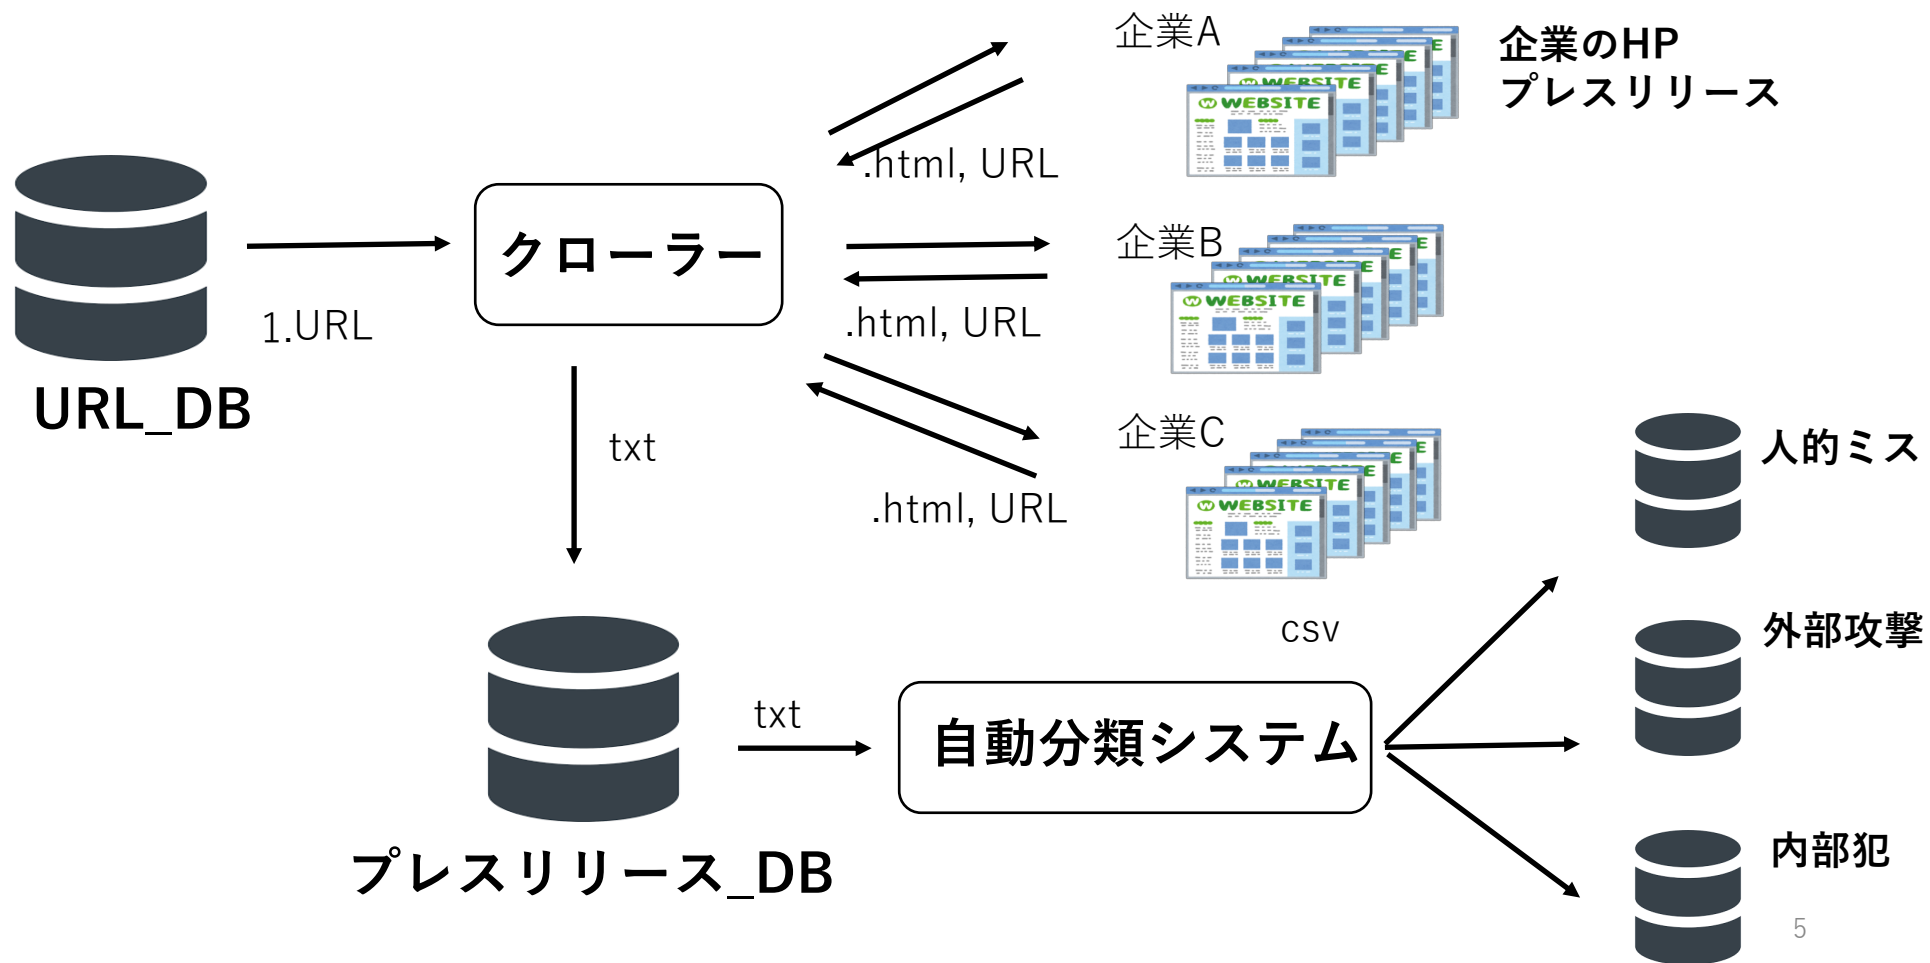 企業A
企業のHP
プレスリリース
WEBSITE
.html, URL
クローラー
企業B
WEBSITE
1.URL
.html, URL
URL_DB
txt
企業C
WEBSITE
.html, URL
人的ミス
csv
外部攻撃
txt
自動分類システム
プレスリリース_DB
内部犯
5